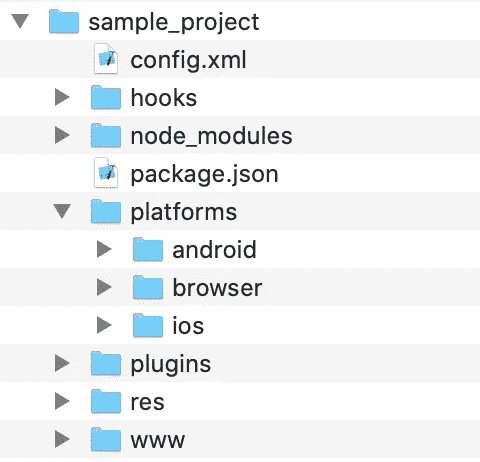 sample_project
config.xml
hooks
node_modules
package.json
platforms
android
browser
ios
plugins
res
www